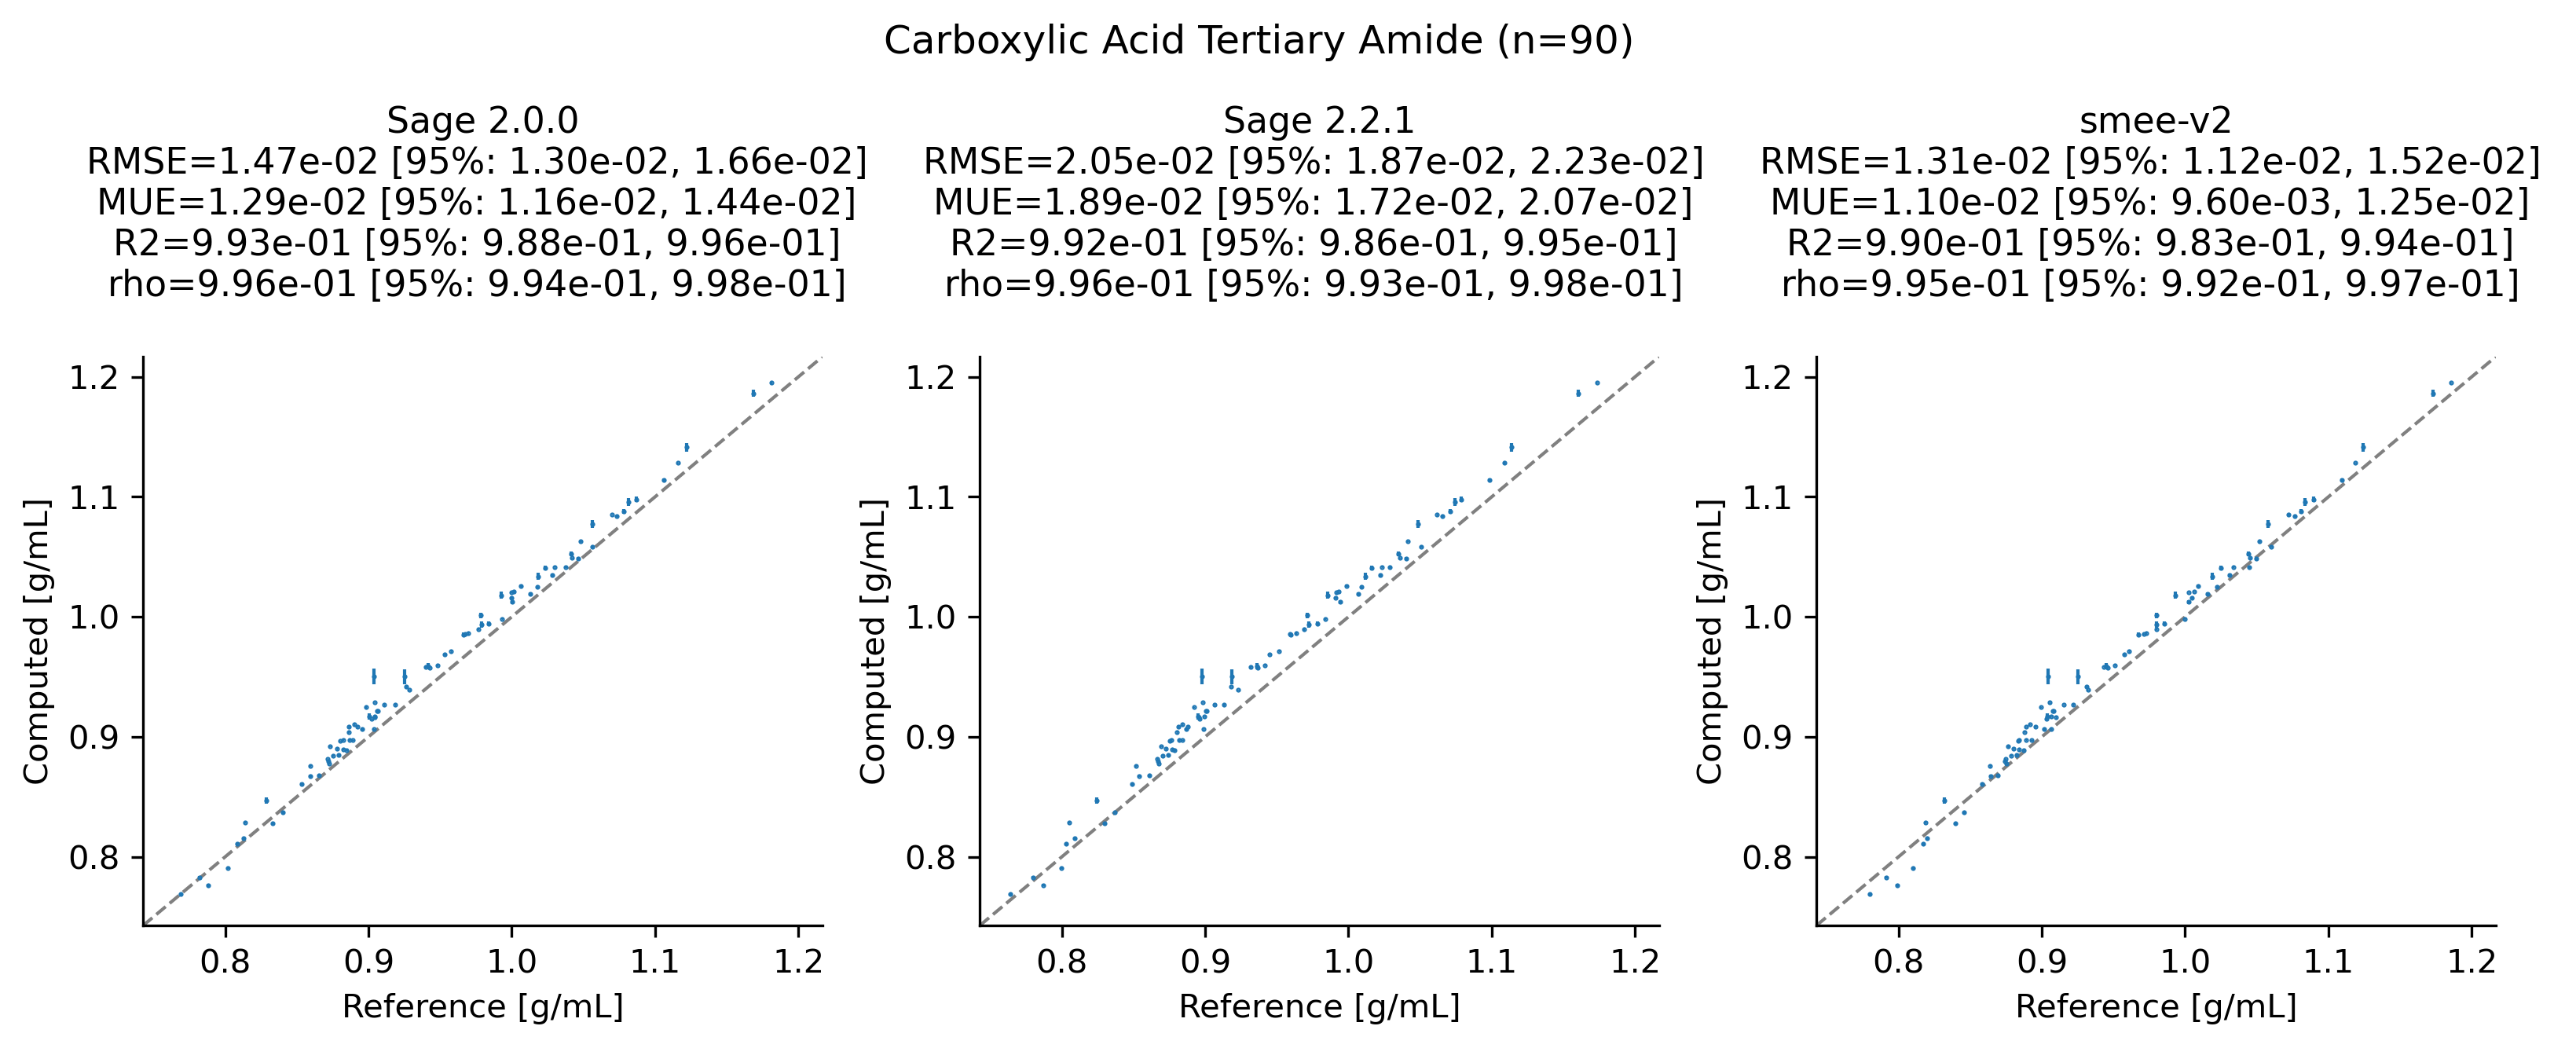 Carboxylic Acid Tertiary Amide (n=90)
Sage 2.0.0
RMSE=1.47e-02 [95%: 1.30e-02, 1.66e-02]
MUE=1.29e-02 [95%: 1.16e-02, 1.44e-02]
R2=9.93e-01 [95%: 9.88e-01, 9.96e-01]
rho=9.96e-01 [95%: 9.94e-01, 9.98e-01]
1.2
1.1
1.0
0.9
0.8
Computed [g/mL]
0.8 0.9 1.0 1.1 1.2
Reference [g/mL]
Sage 2.2.1
RMSE=2.05e-02 [95%: 1.87e-02, 2.23e-02]
MUE=1.89e-02 [95%: 1.72e-02, 2.07e-02]
R2=9.92e-01 [95%: 9.86e-01, 9.95e-01]
rho=9.96e-01 [95%: 9.93e-01, 9.98e-01]
1.2
1.1
1.0
0.9
0.8
Computed [g/mL]
0.8 0.9 1.0 1.1 1.2
Reference [g/mL]
smee-v2
RMSE=1.31e-02 [95%: 1.12e-02, 1.52e-02]
MUE=1.10e-02 [95%: 9.60e-03, 1.25e-02]
R2=9.90e-01 [95%: 9.83e-01, 9.94e-01]
rho=9.95e-01 [95%: 9.92e-01, 9.97e-01]
1.2
1.1
1.0
0.9
0.8
Computed [g/mL]
0.8 0.9 1.0 1.1 1.2
Reference [g/mL]